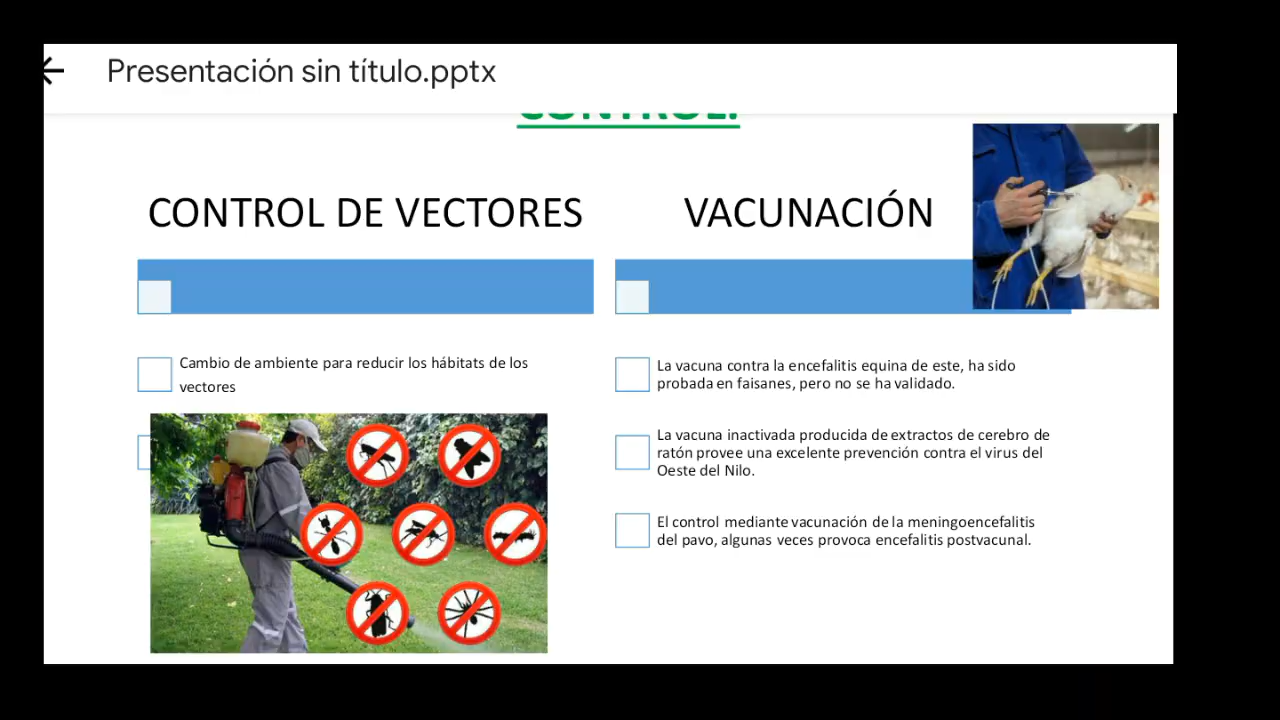 Presentación sin título.pptx
CONTROL:
CONTROL DE VECTORES
VACUNACIÓN
Cambio de ambiente para reducir los hábitats de los
vectores
La vacuna contra la encefalitis equina de este, ha sido
probada en faisanes, pero no se ha validado.
La vacuna inactivada producida de extractos de cerebro de
ratón provee una excelente prevención contra el virus del
Oeste del Nilo.
El control mediante vacunación de la meningoencefalitis
del pavo, algunas veces provoca encefalitis postvacunal.